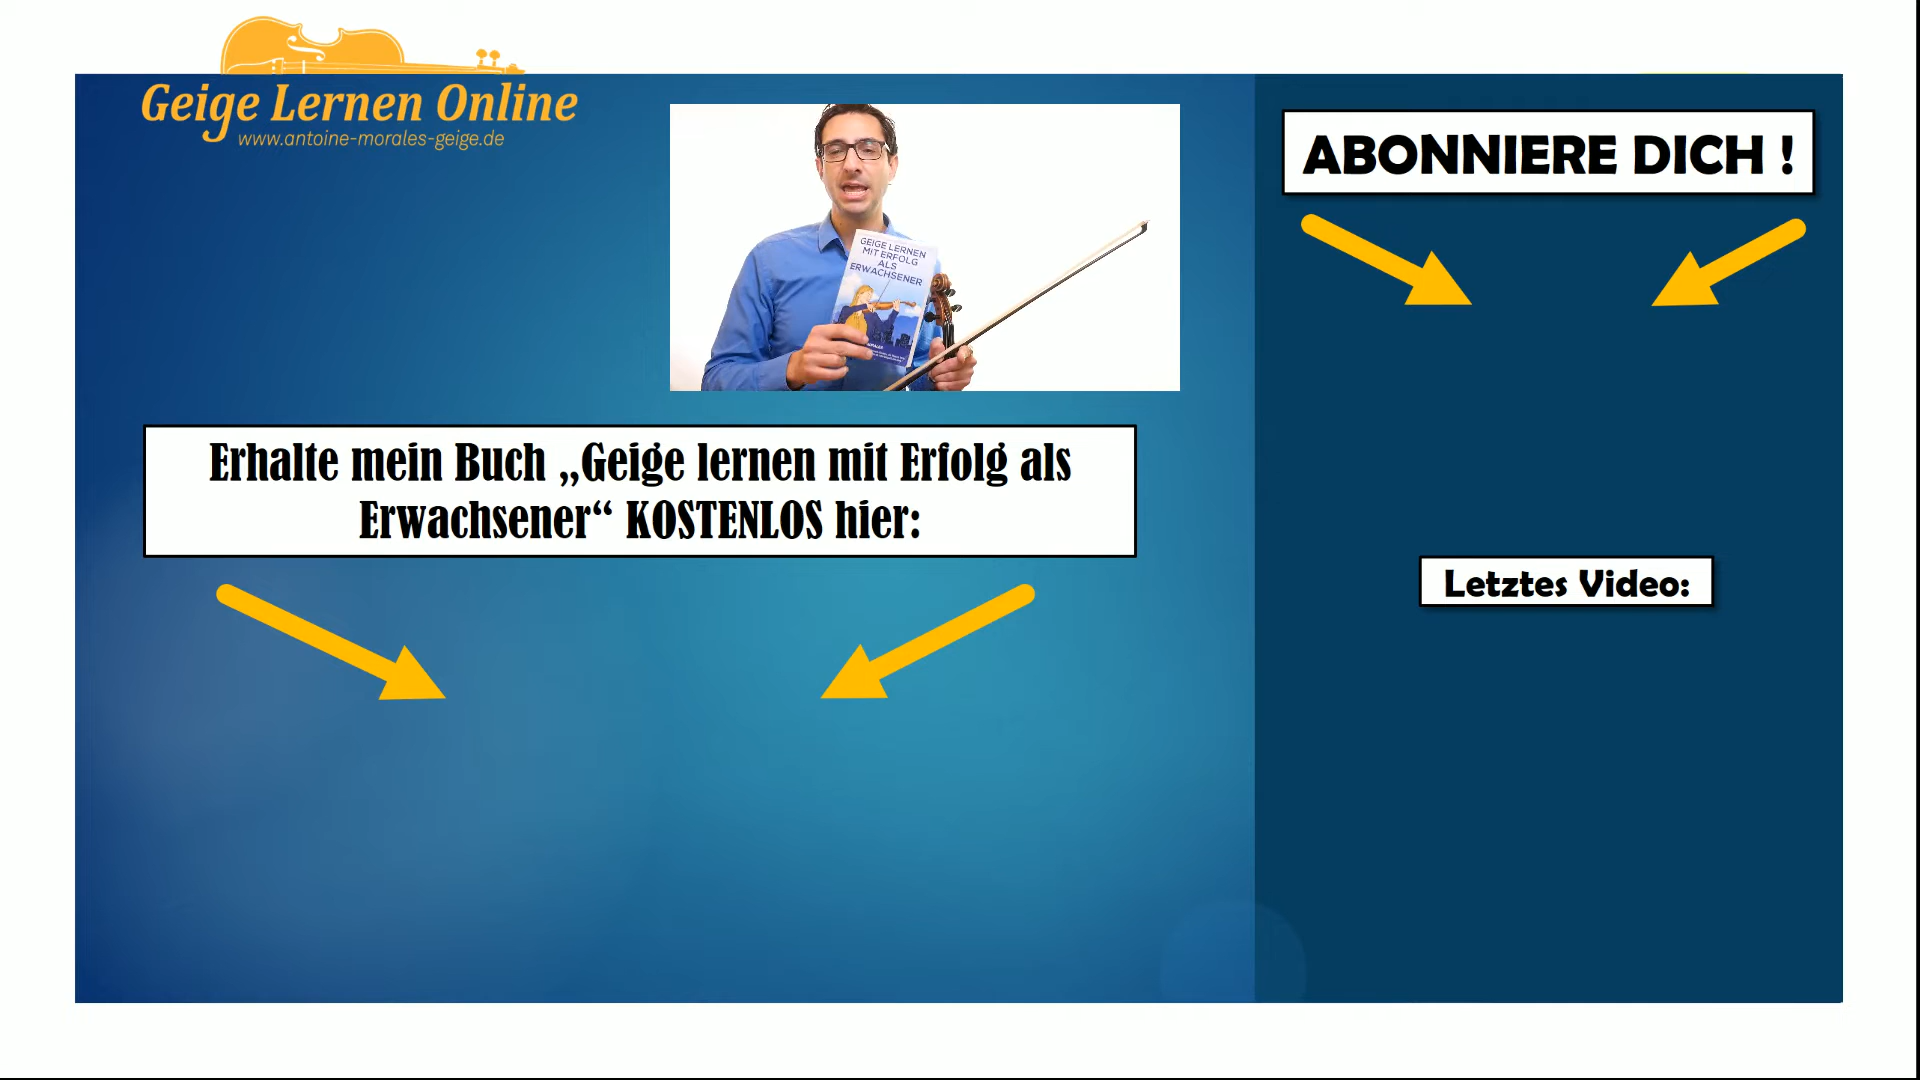 Geige Lernen Online
www.antoine-morales-geige.de
ABONNIERE DICH !
GEIGE LERNEN
MIT ERFOLG
ALS
ERWACHSENER
Erhalte mein Buch „Geige lernen mit Erfolg als
Erwachsener“ KOSTENLOS hier:
Letztes Video: